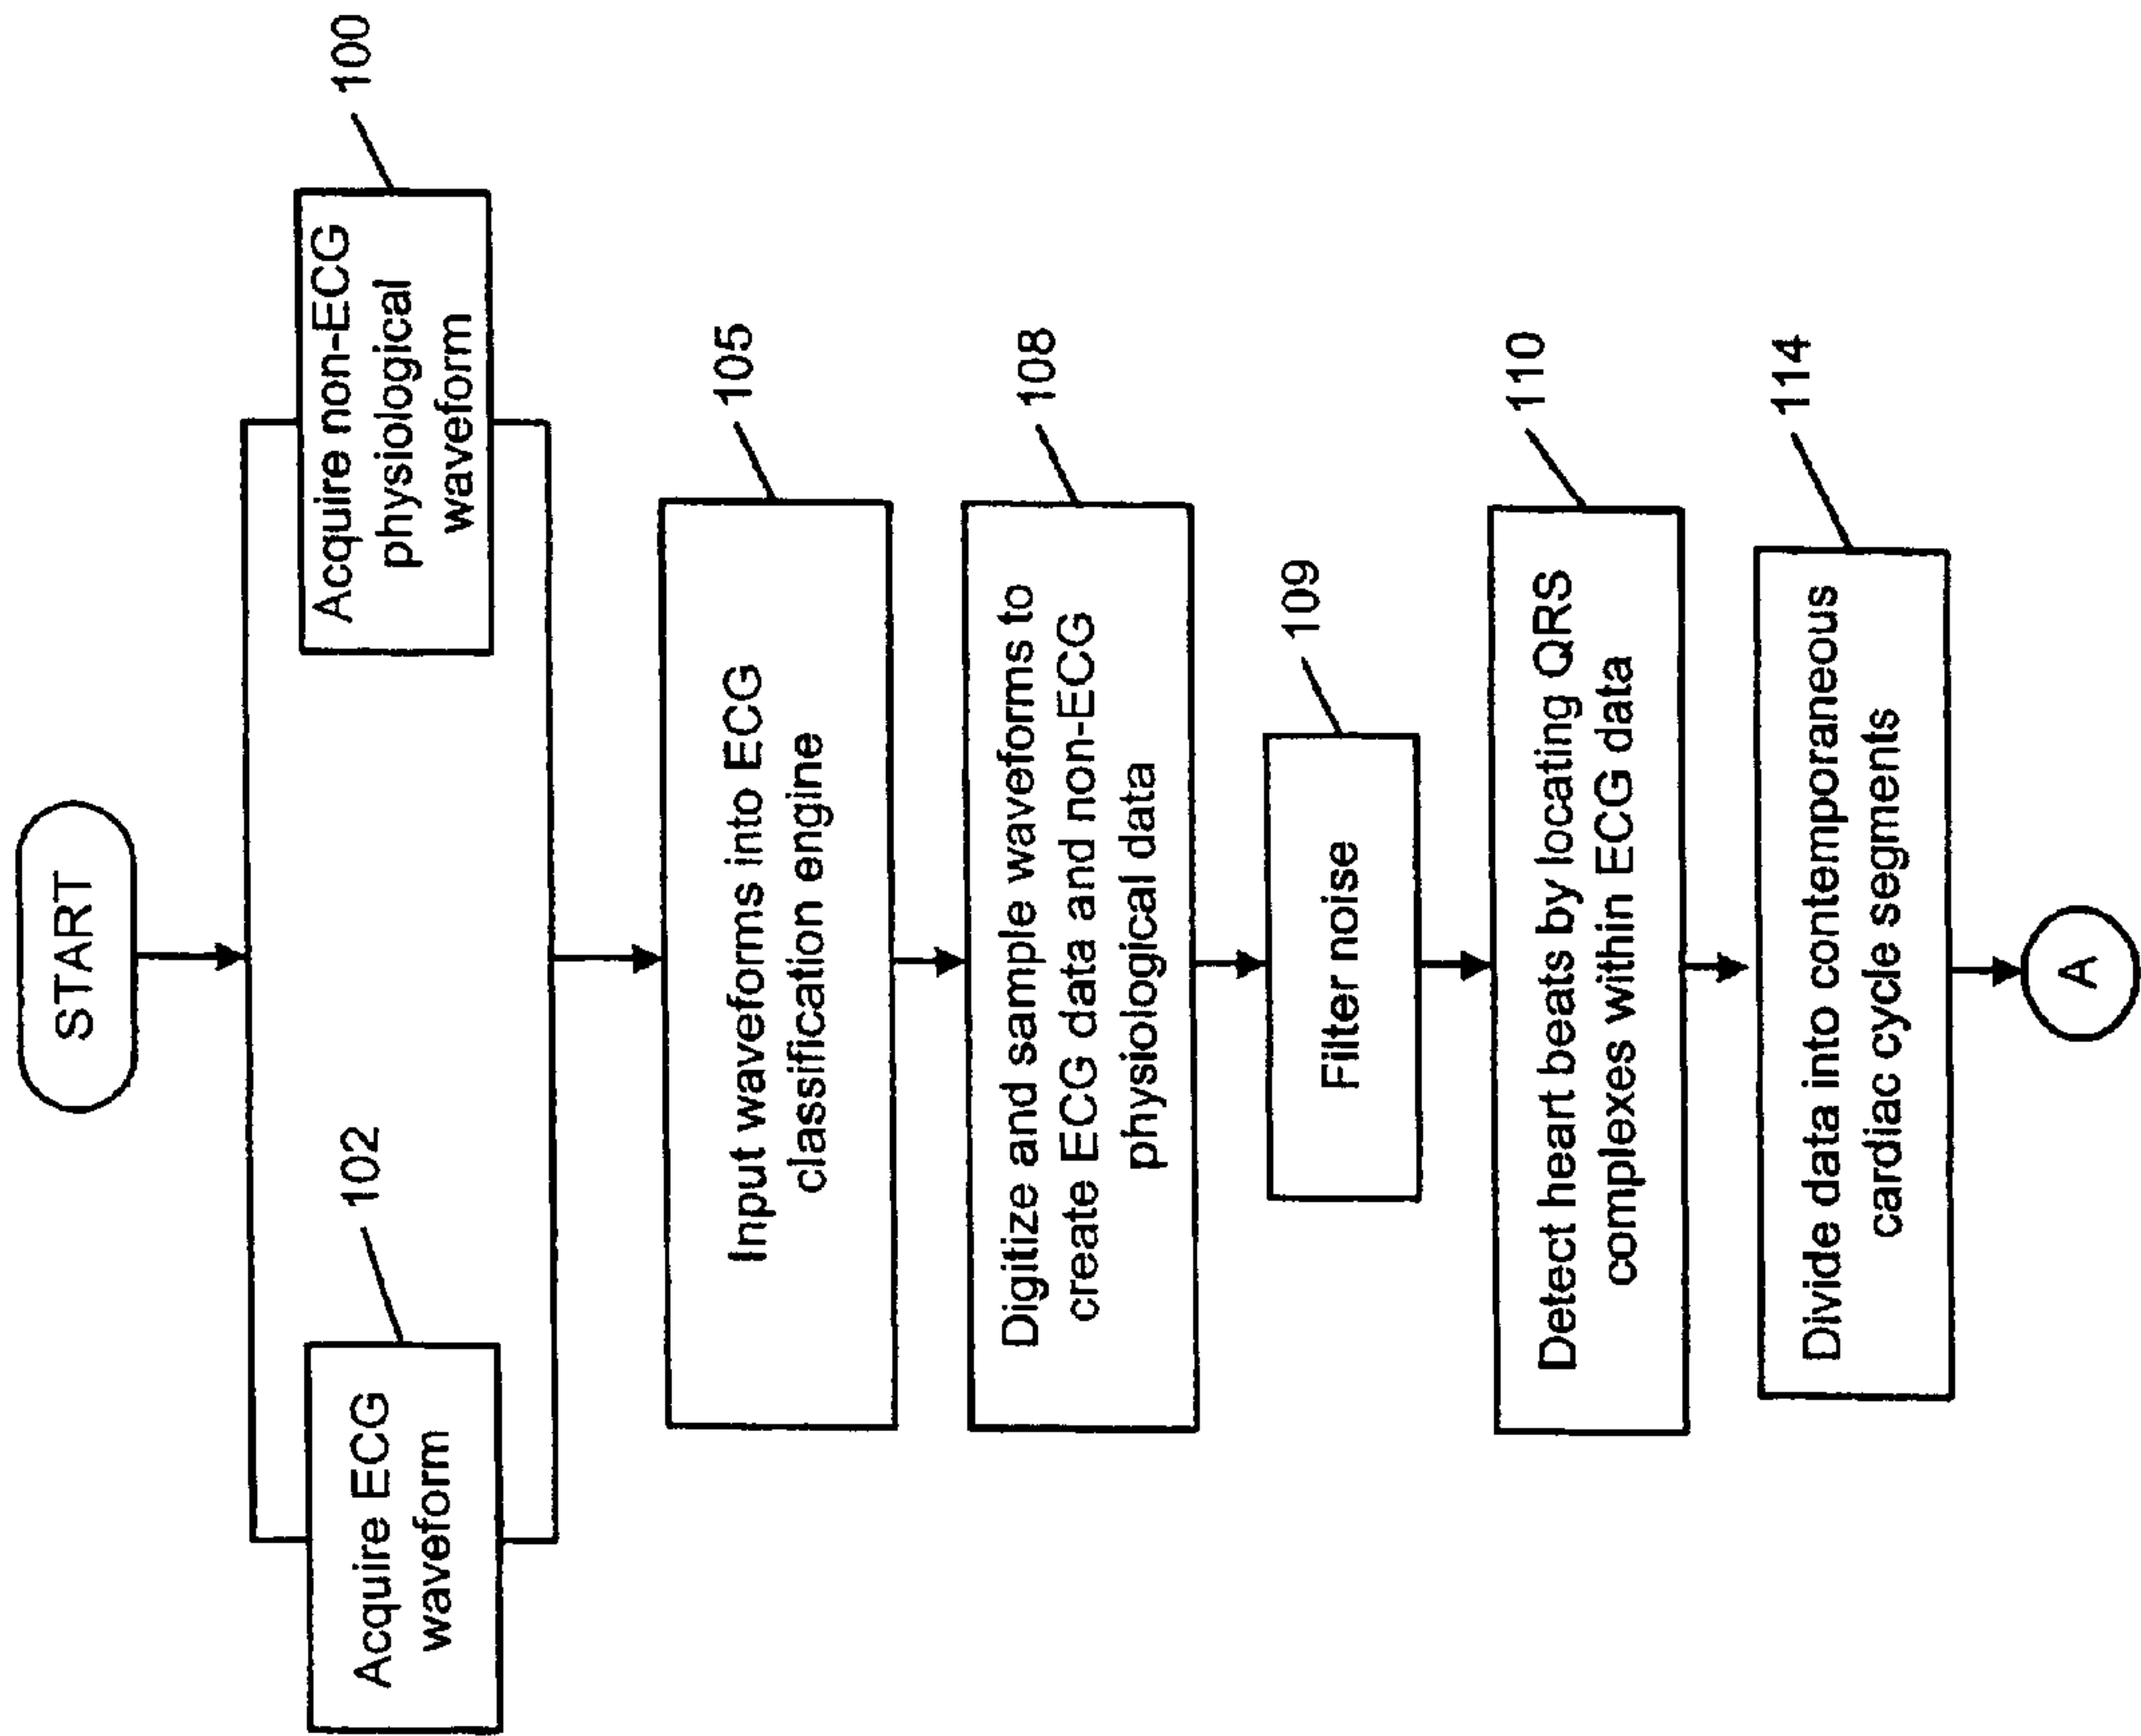 START
102
Acquire ECG
waveform
100
Acquire non-ECG
physiological
waveform
105
Input waveforms into ECG
classification engine
108
Digitize and sample waveforms to
create ECG data and non-ECG
physiological data
109
Filter noise
110
Detect heart beats by locating QRS
complexes within ECG data
114
Divide data into contemporaneous
cardiac cycle segments
A